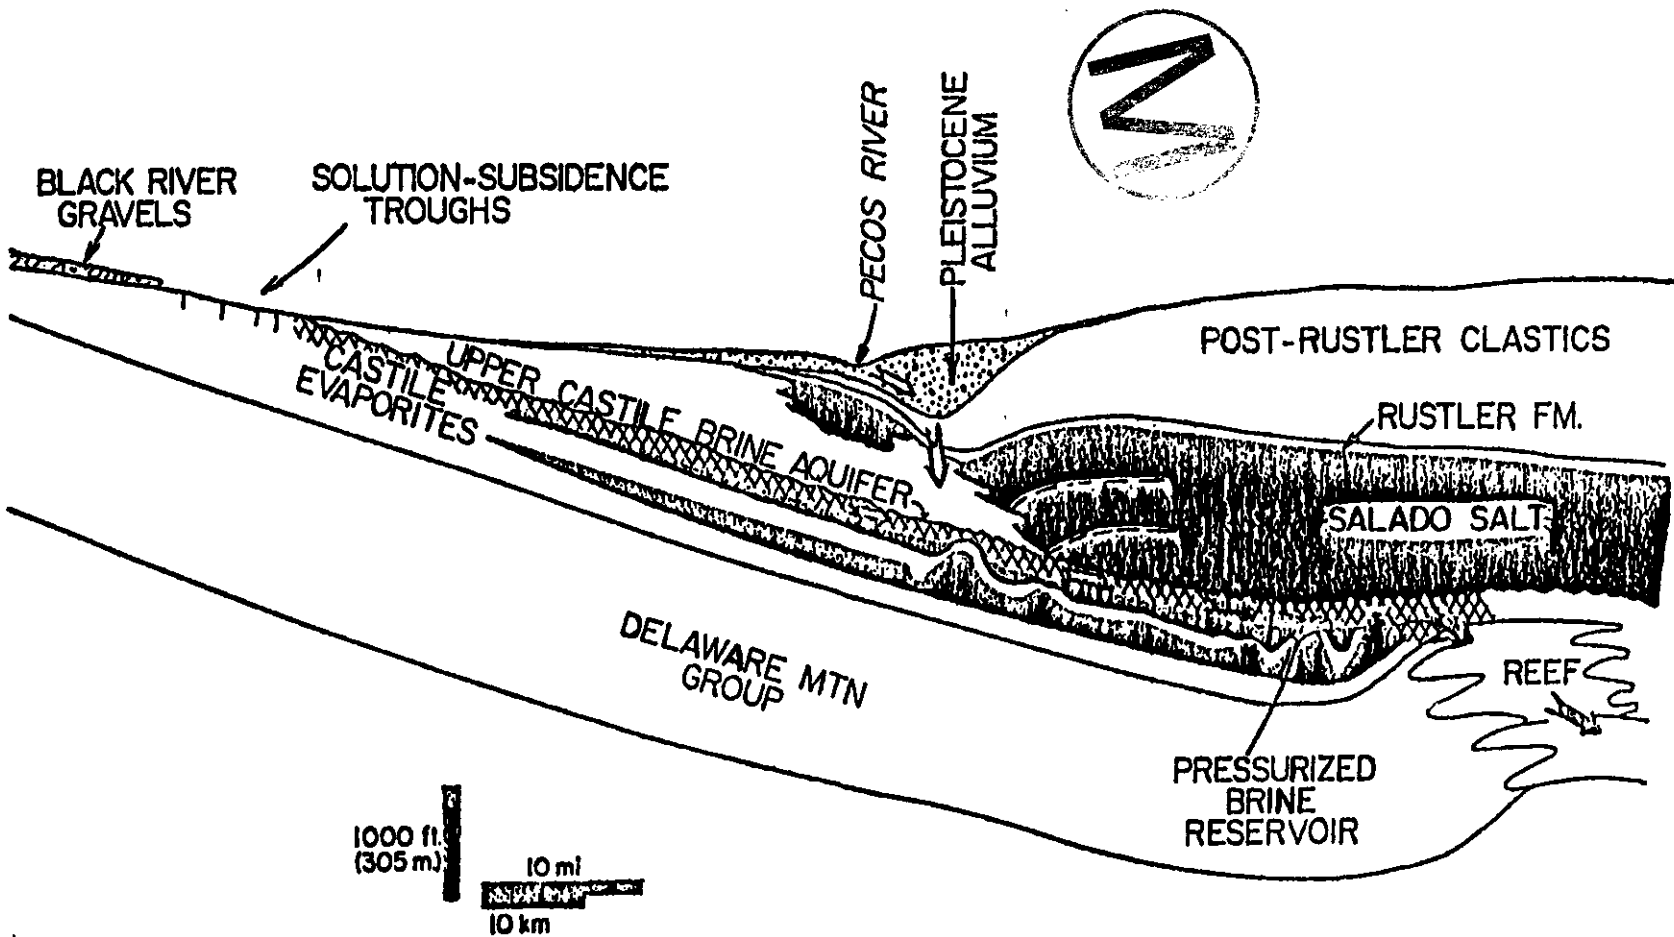 BLACK RIVER
GRAVELS
SOLUTION-SUBSIDENCE
TROUGHS
PECOS RIVER
PLEISTOCENE
ALLUVIUM
POST-RUSTLER CLASTICS
RUSTLER FM.
UPPER CASTILE BRINE AQUIFER
CASTILE
EVAPORITES
SALADO SALT
DELAWARE MTN
GROUP
REEF
PRESSURIZED
BRINE
RESERVOIR
1000 ft.
(305 m.)
10 mi
10 km